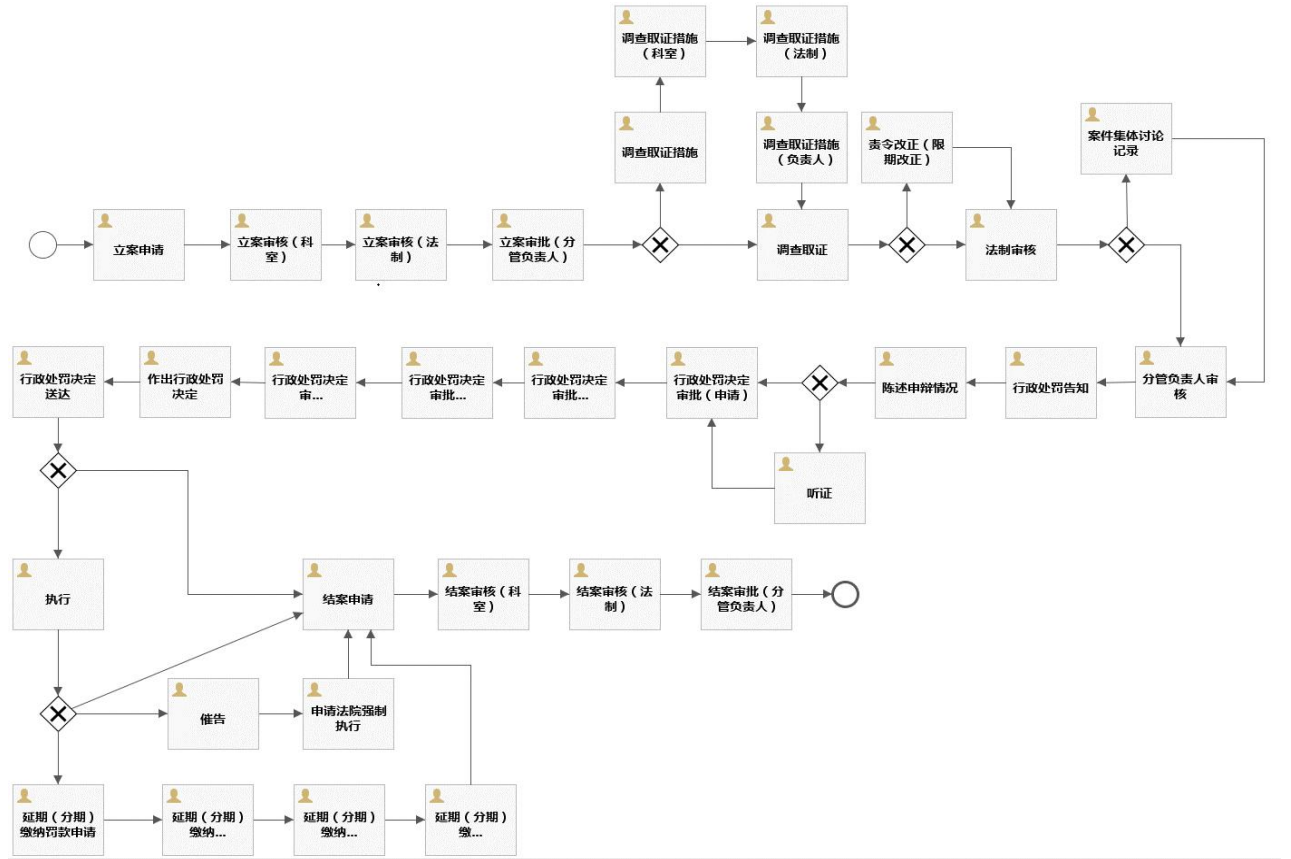 调查取证措施
（科室）
调查取证措施
（法制）
调查取证措施
调查取证措施
（负责人）
责令改正（限
期改正）
案件集体讨论
记录
立案申请
立案审核（科
室）
立案审核（法
制）
立案审批（分
管负责人）
调查取证
法制审核
行政处罚决定
送达
作出行政处罚
决定
行政处罚决定
审...
行政处罚决定
审批...
行政处罚决定
审批...
行政处罚决定
审批（申请）
陈述申辩情况
行政处罚告知
分管负责人审
核
听证
执行
结案申请
结案审核（科
室）
结案审核（法
制）
结案审批（分
管负责人）
催告
申请法院强制
执行
延期（分期）
缴纳罚款申请
延期（分期）
缴纳...
延期（分期）
缴纳...
延期（分期）
缴...